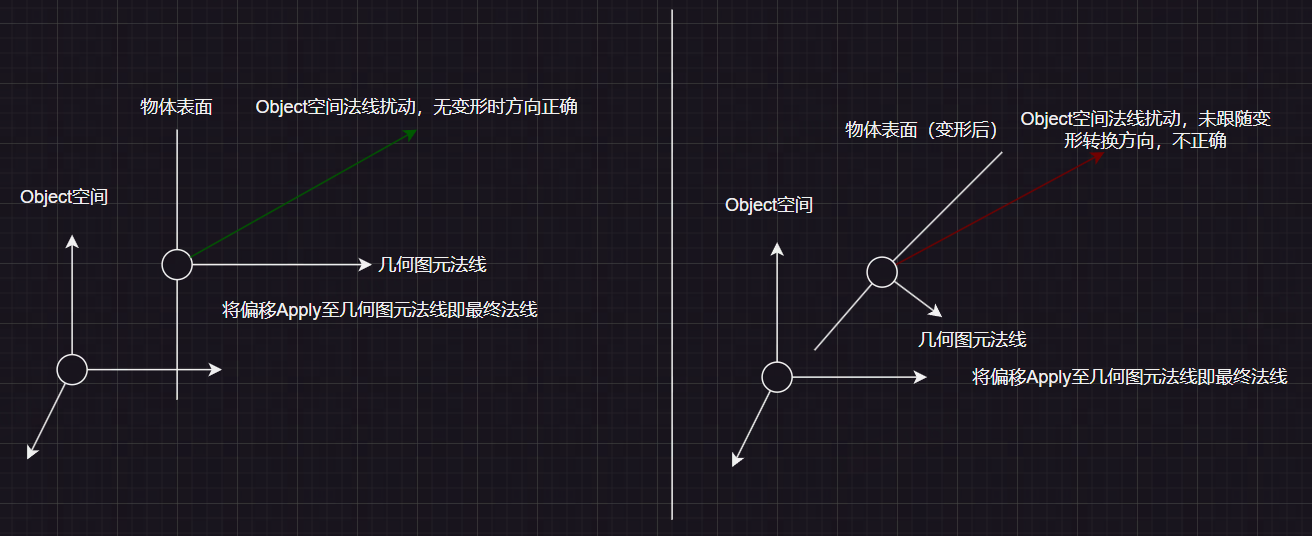 物体表面
Object空间法线扰动，无变形时方向正确
Object空间
几何图元法线
将偏移Apply至几何图元法线即最终法线
物体表面（变形后）
Object空间法线扰动，未跟随变
形转换方向，不正确
Object空间
几何图元法线
将偏移Apply至几何图元法线即最终法线